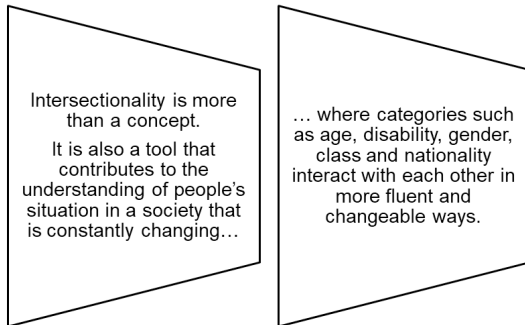 Intersectionality is more
than a concept.
It is also a tool that
contributes to the
understanding of people’s
situation in a society that
is constantly changing…
… where categories such
as age, disability, gender,
class and nationality
interact with each other in
more fluent and
changeable ways.